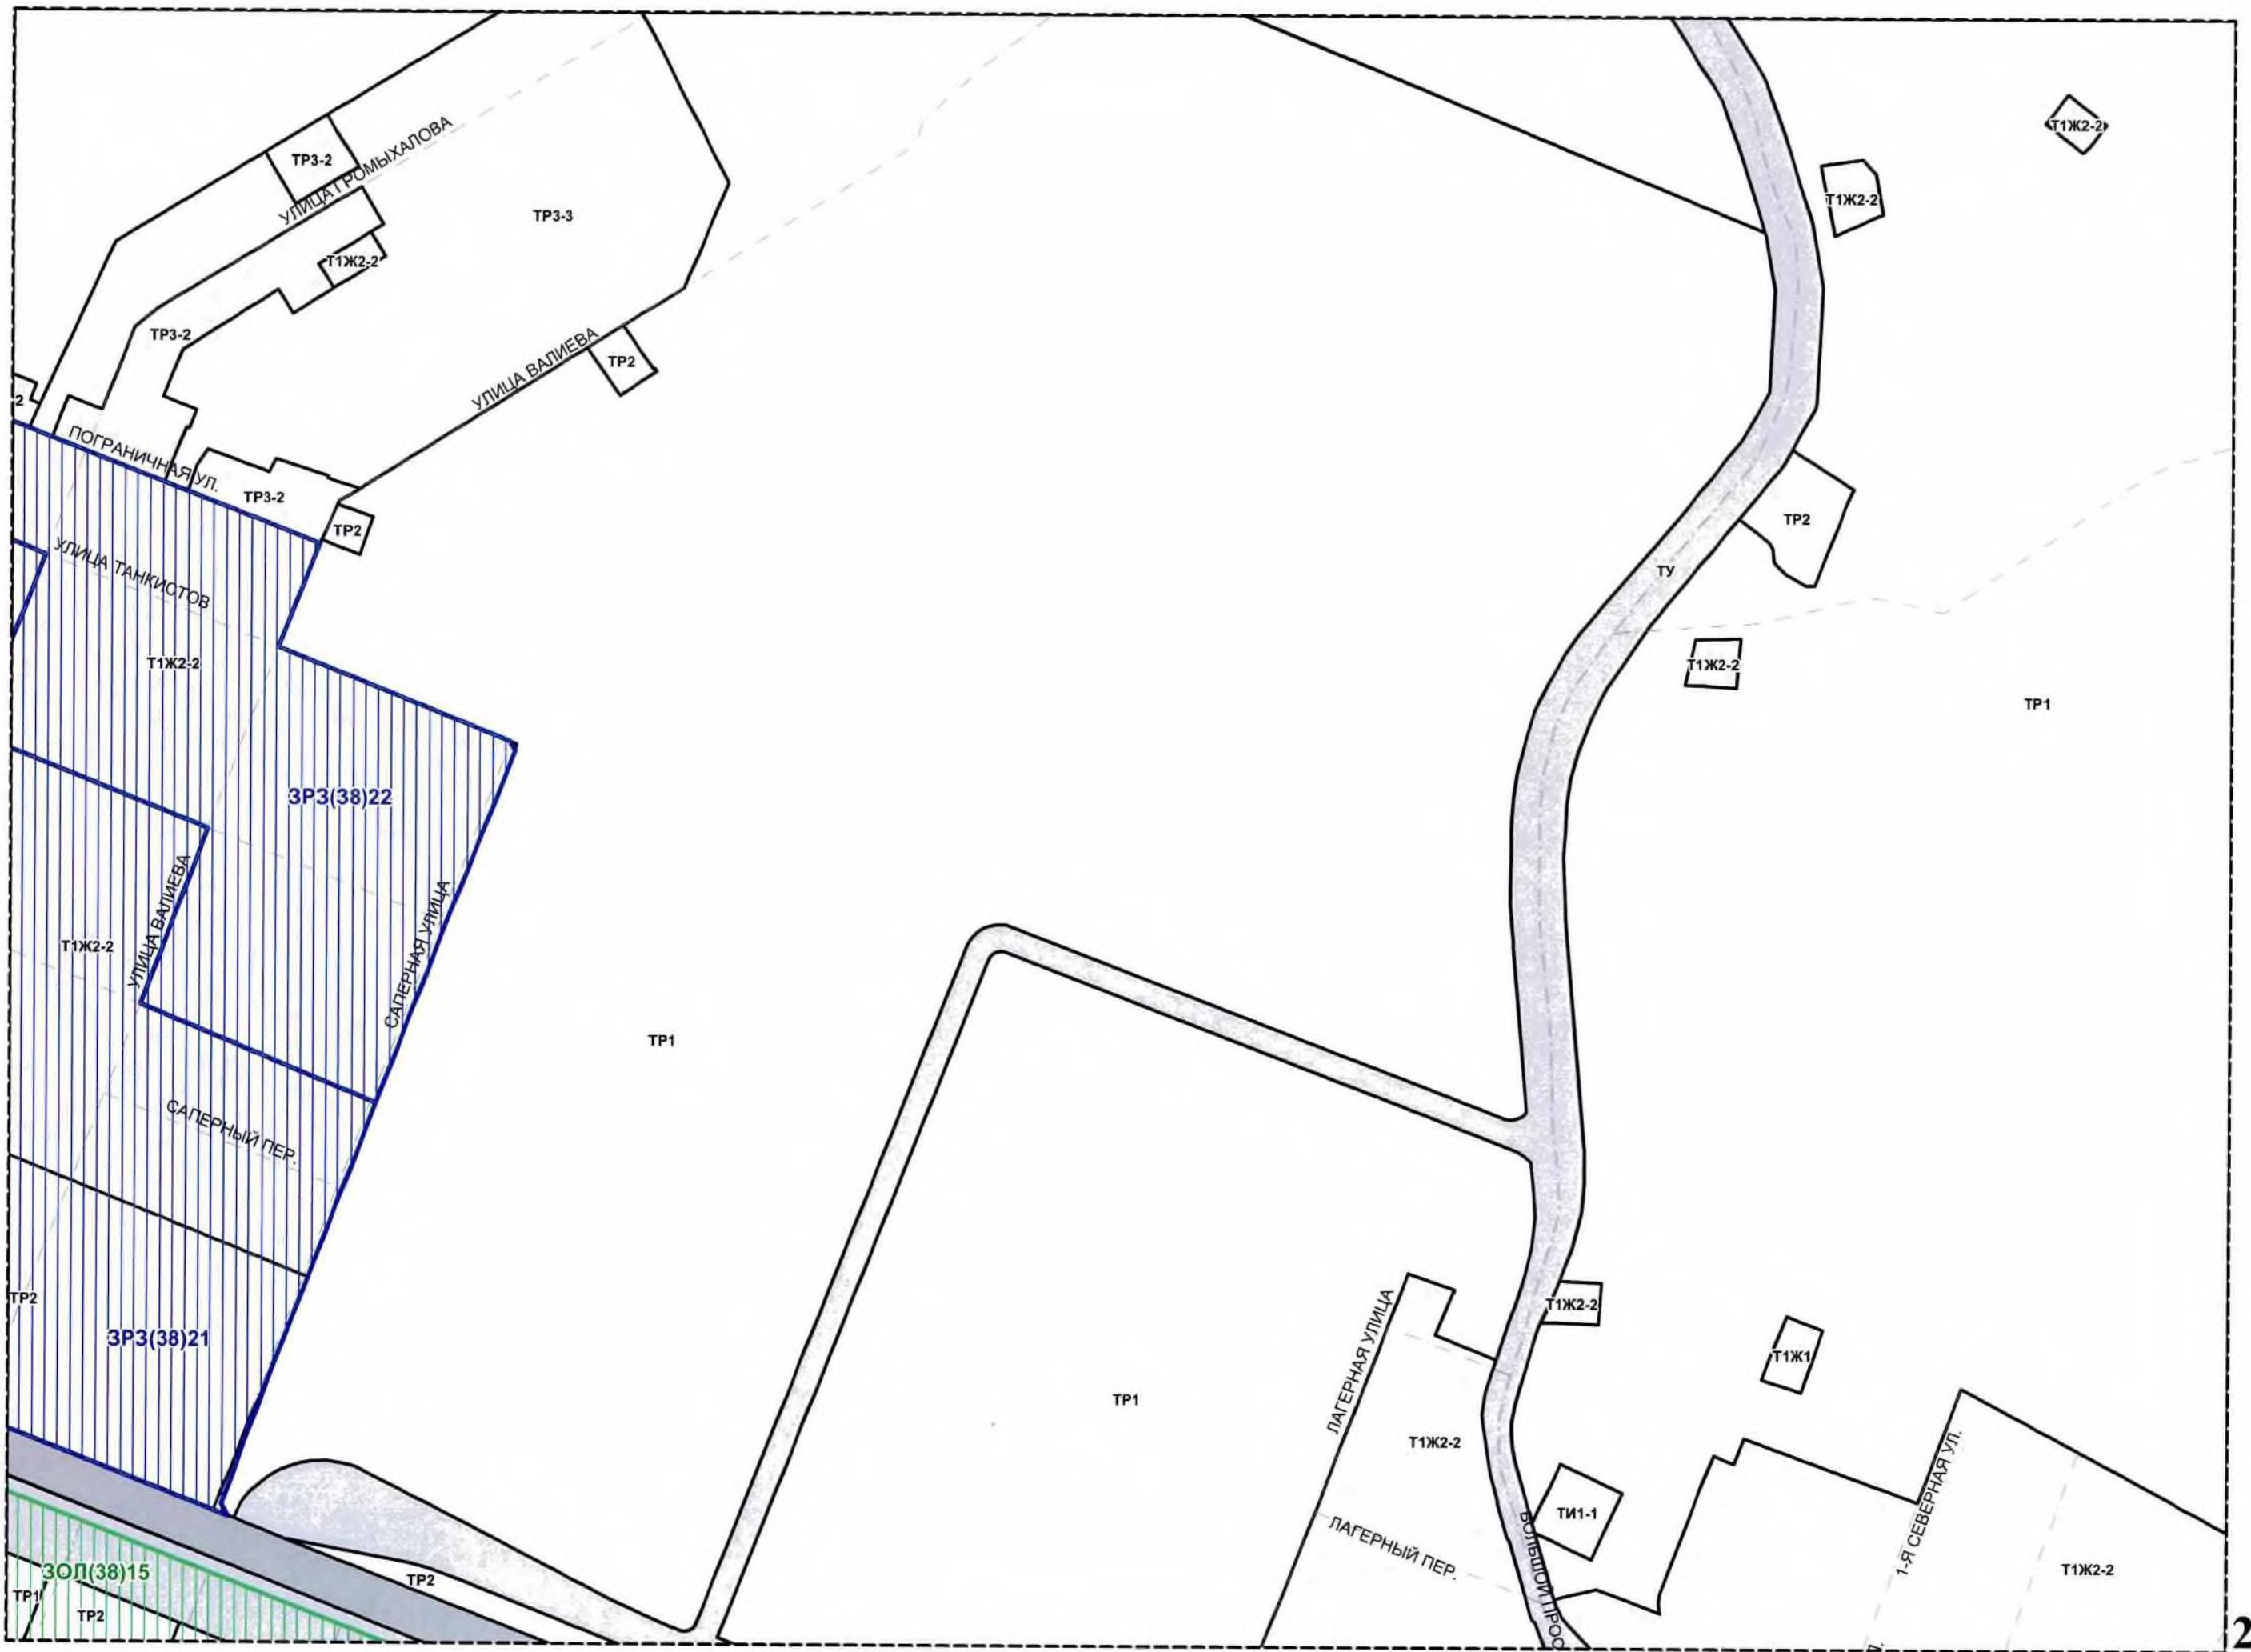 Т1Ж2-2
ТР3-2
УЛИЦА ГРОМЫХАЛОВА
Т1Ж2-2
ТР3-3
Т1Ж2-2
ТР3-2
УЛИЦА ВАЛИЕВА
ТР2
2
ПОГРАНИЧНАЯ УЛ.
ТР3-2
ТР2
ТР2
УЛИЦА ТАНКИСТОВ
ТУ
Т1Ж2-2
Т1Ж2-2
ТР1
ЗРЗ(38)22
УЛИЦА ВАЛИЕВА
САПЕРНАЯ УЛИЦА
Т1Ж2-2
ТР1
САПЕРНЫЙ ПЕР.
ТР2
Т1Ж2-2
ЗРЗ(38)21
ЛАГЕРНАЯ УЛИЦА
Т1Ж1
ТР1
Т1Ж2-2
1-Я СЕВЕРНАЯ УЛ.
ТИ1-1
ЛАГЕРНЫЙ ПЕР.
БОЛЬШОЙ ПРОС
ЗОЛ(38)15
ТР2
Т1Ж2-2
ТР1
ТР2
2